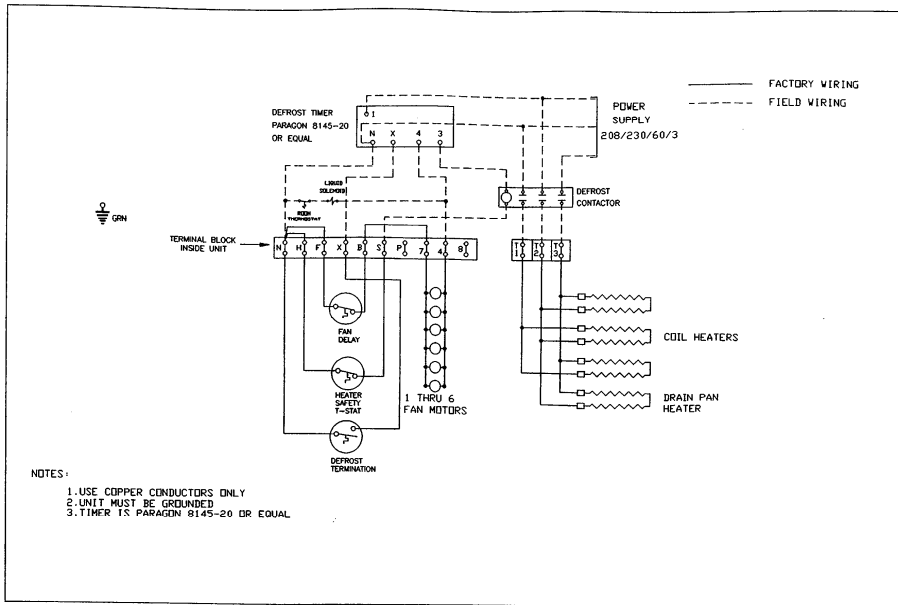 FACTORY WIRING
FIELD WIRING
DEFROST TIMER
PARAGON 8145-20
OR EQUAL
1
N X 4 3
POWER
SUPPLY
208/230/60/3
LIQUID
SOLENOID
ROOM
THERMOSTAT
DEFROST
CONTACTOR
GRN
TERMINAL BLOCK
INSIDE UNIT
N H F X B S P 7 4 8
T1 T2 T3
FAN
DELAY
HEATER
SAFETY
T-STAT
1 THRU 6
FAN MOTORS
DEFROST
TERMINATION
COIL HEATERS
DRAIN PAN
HEATER
NOTES:
1.USE COPPER CONDUCTORS ONLY
2.UNIT MUST BE GROUNDED
3.TIMER IS PARAGON 8145-20 OR EQUAL